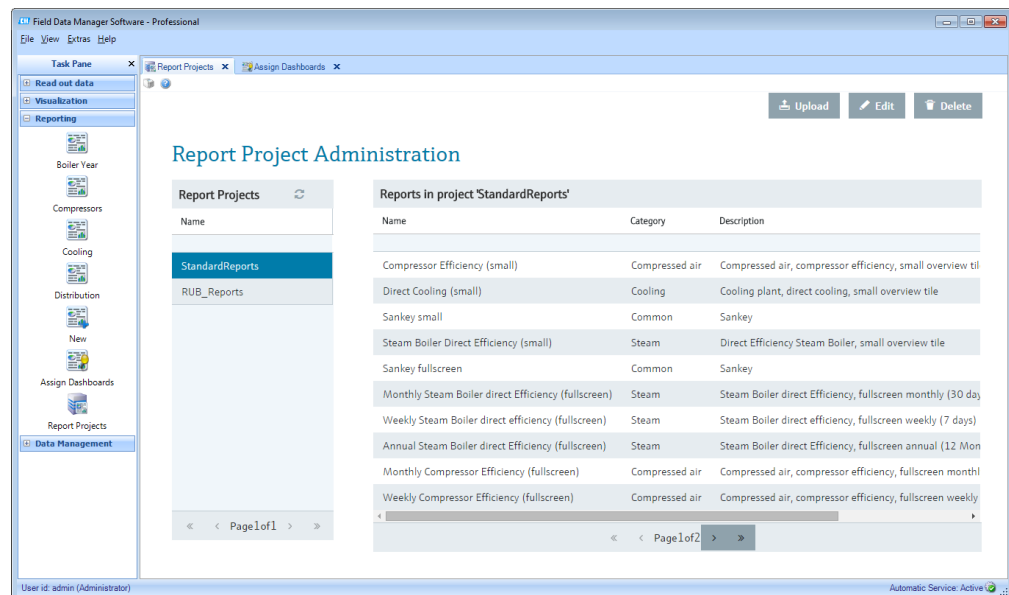 Field Data Manager Software - Professional
File View Extras Help
Task Pane
Report Projects
Assign Dashboards
Read out data
Visualization
Reporting
Boiler Year
Compressors
Cooling
Distribution
New
Assign Dashboards
Report Projects
Data Management
Upload Edit Delete
Report Project Administration
Report Projects
Name
StandardReports
RUB_Reports
« < Page1of1 > »
Reports in project 'StandardReports'
Name Category Description
Compressor Efficiency (small) Compressed air Compressed air, compressor efficiency, small overview til
Direct Cooling (small) Cooling Cooling plant, direct cooling, small overview tile
Sankey small Common Sankey
Steam Boiler Direct Efficiency (small) Steam Direct Efficiency Steam Boiler, small overview tile
Sankey fullscreen Common Sankey
Monthly Steam Boiler direct Efficiency (fullscreen) Steam Steam Boiler direct Efficiency, fullscreen monthly (30 day
Weekly Steam Boiler direct efficiency (fullscreen) Steam Steam Boiler direct efficiency, fullscreen weekly (7 days)
Annual Steam Boiler direct Efficiency (fullscreen) Steam Steam Boiler direct Efficiency, fullscreen annual (12 Mon
Monthly Compressor Efficiency (fullscreen) Compressed air Compressed air, compressor efficiency, fullscreen monthl
Weekly Compressor Efficiency (fullscreen) Compressed air Compressed air, compressor efficiency, fullscreen weekly
« < Page1of2 > »
User id: admin (Administrator)
Automatic Service: Active